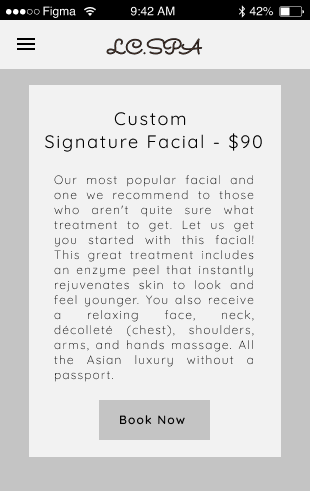 Figma 9:42 AM 42%
L.C.SPA
Custom
Signature Facial - $90
Our most popular facial and
one we recommend to those
who aren't quite sure what
treatment to get. Let us get
you started with this facial!
This great treatment includes
an enzyme peel that instantly
rejuvenates skin to look and
feel younger. You also receive
a relaxing face, neck,
décolleté (chest), shoulders,
arms, and hands massage. All
the Asian luxury without a
passport.
Book Now